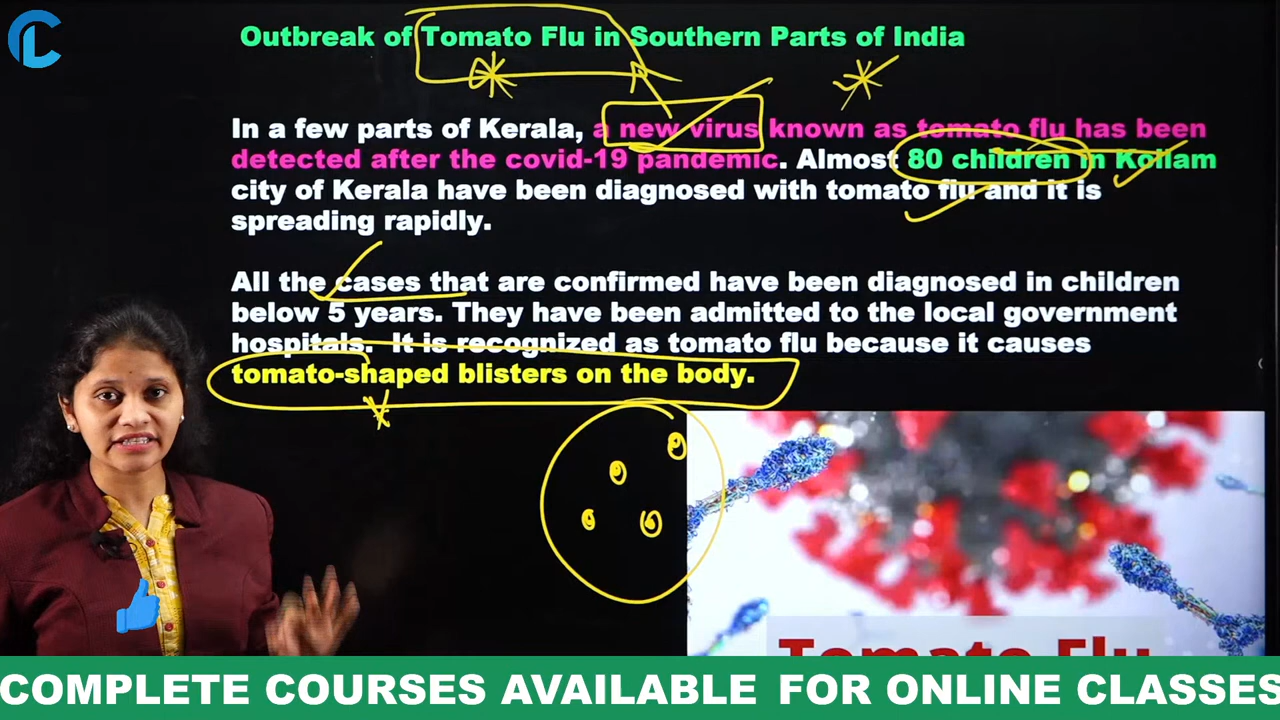 Outbreak of Tomato Flu in Southern Parts of India
In a few parts of Kerala, a new virus known as tomato flu has been
detected after the covid-19 pandemic. Almost 80 children in Kollam
city of Kerala have been diagnosed with tomato flu and it is
spreading rapidly.
All the cases that are confirmed have been diagnosed in children
below 5 years. They have been admitted to the local government
hospitals. It is recognized as tomato flu because it causes
tomato-shaped blisters on the body.
Tomato Flu
COMPLETE COURSES AVAILABLE FOR ONLINE CLASSES